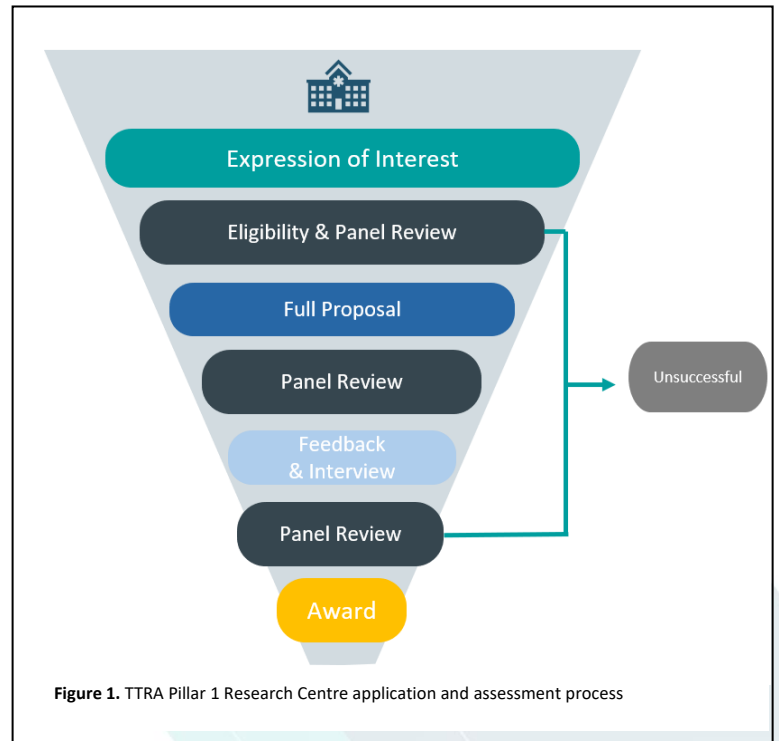 Expression of Interest
Eligibility & Panel Review
Full Proposal
Panel Review
Unsuccessful
Feedback
& Interview
Panel Review
Award
Figure 1. TTRA Pillar 1 Research Centre application and assessment process